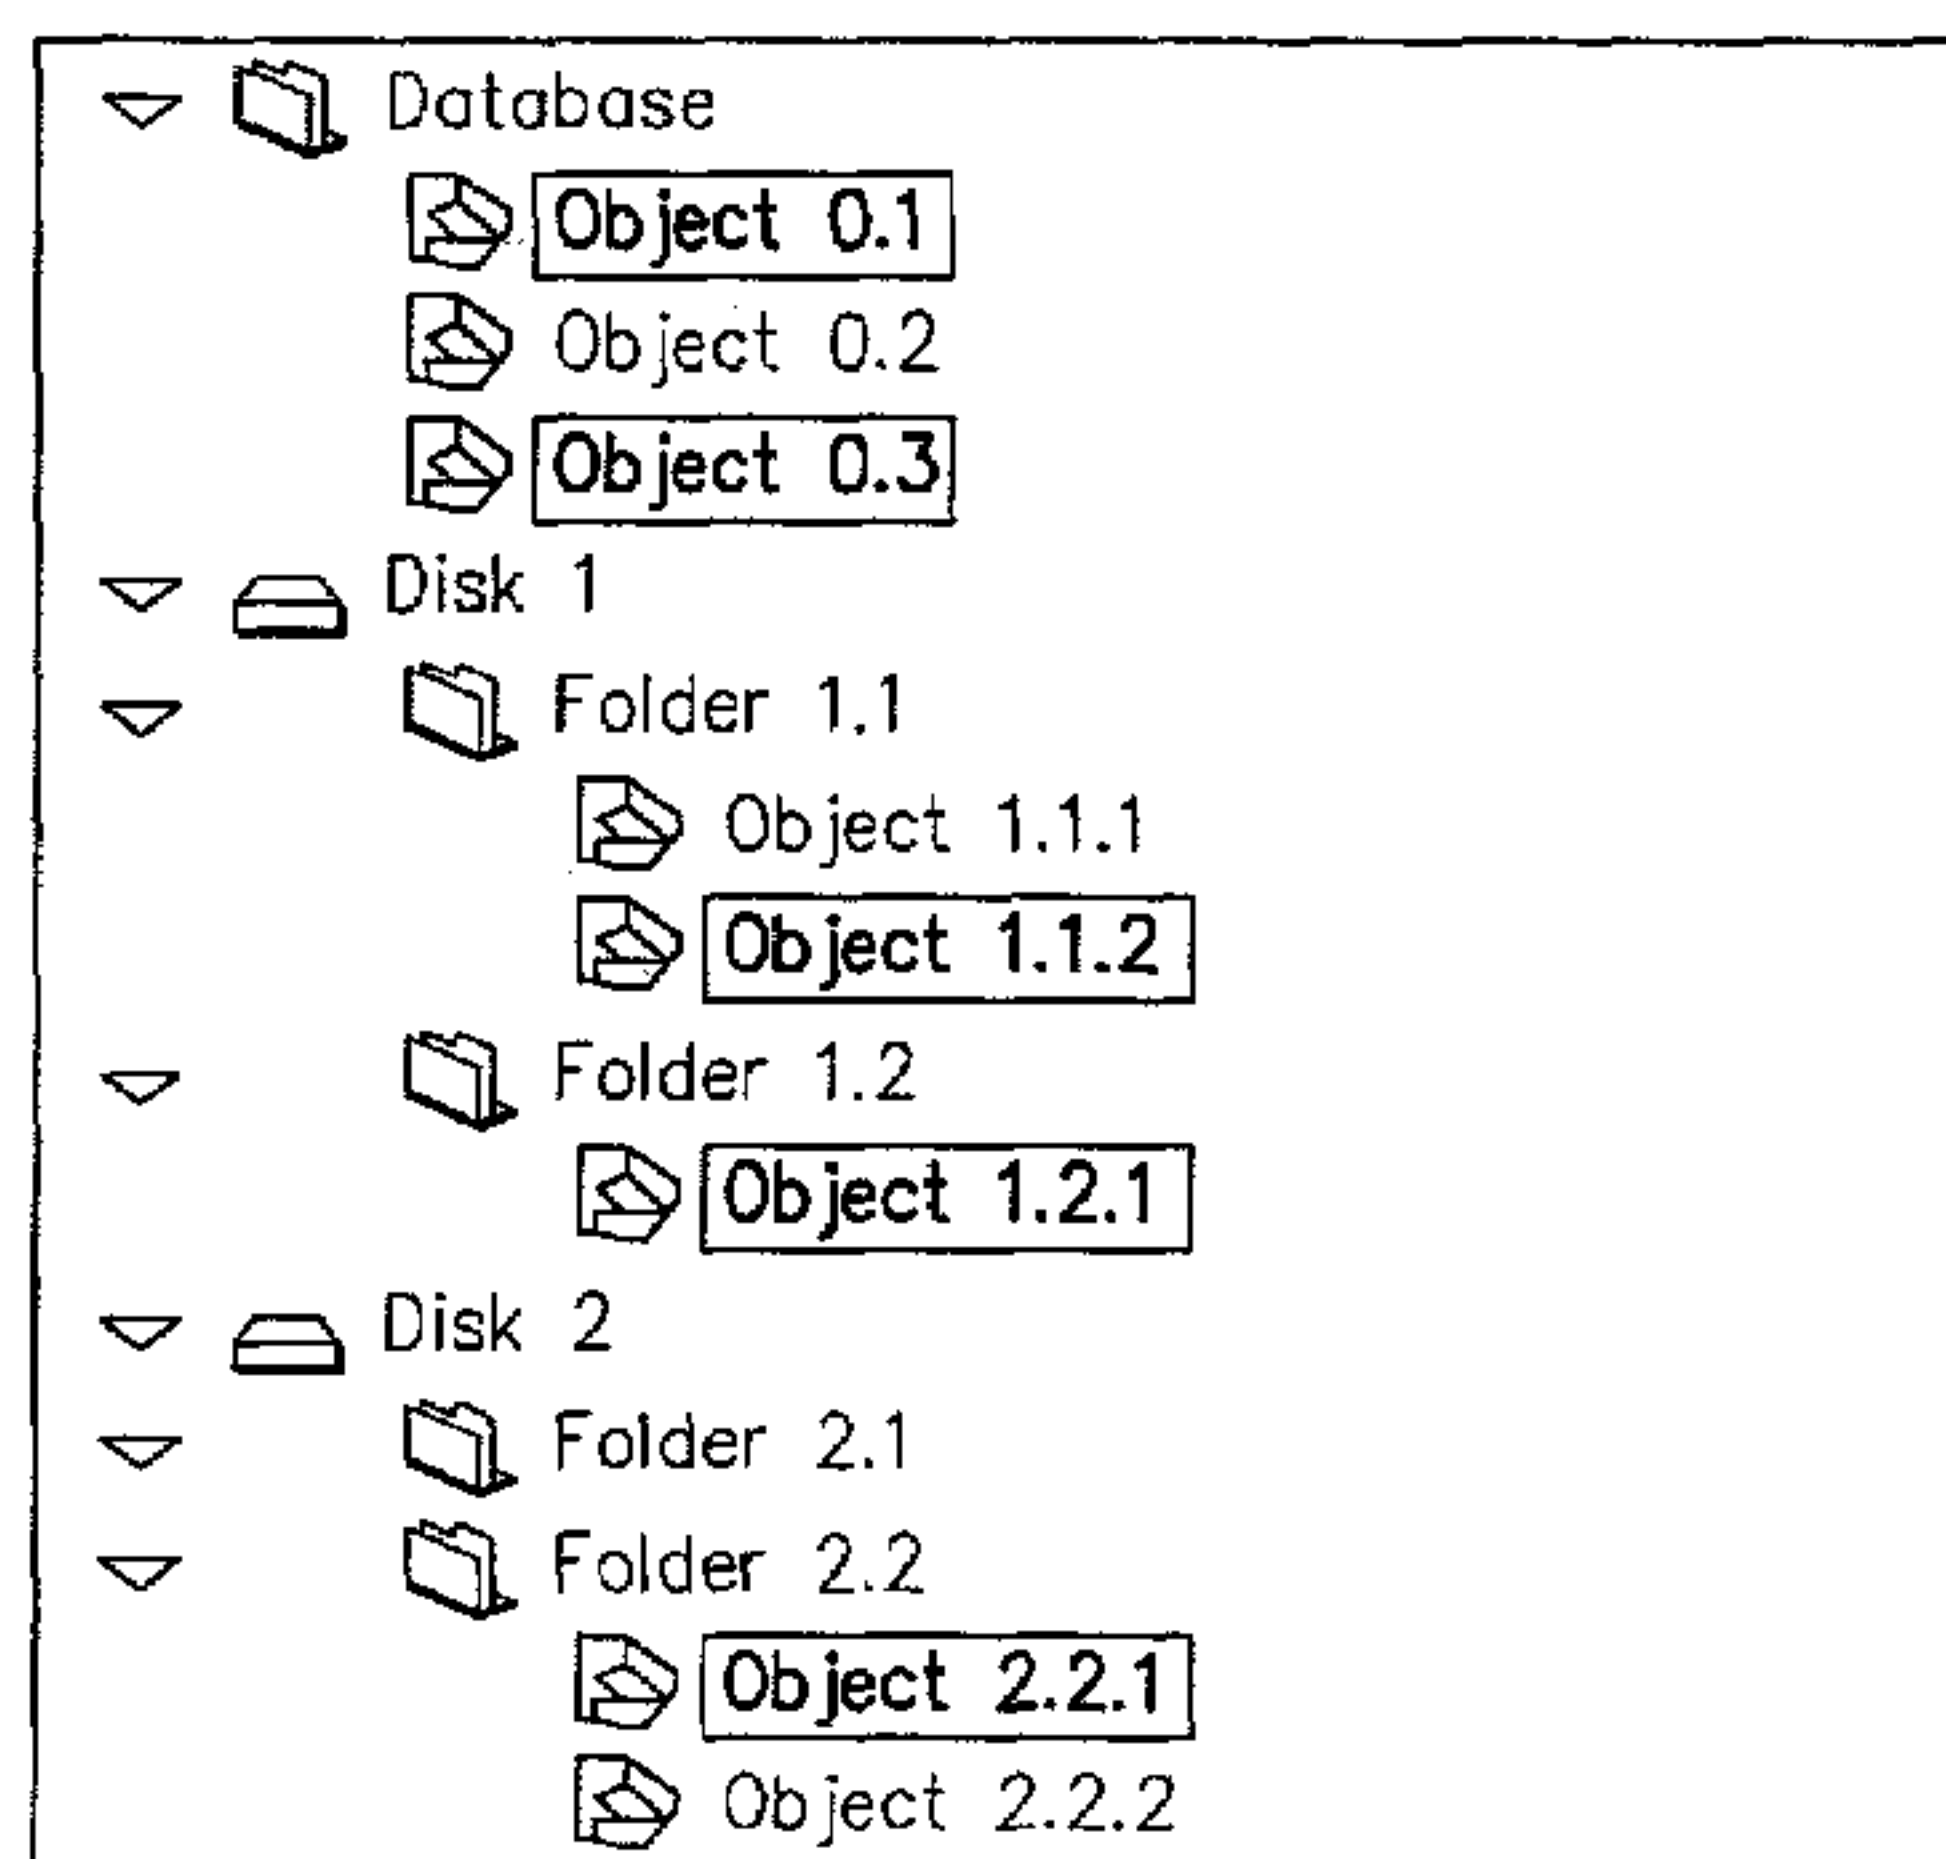 Database
Object 0.1
Object 0.2
Object 0.3
Disk 1
Folder 1.1
Object 1.1.1
Object 1.1.2
Folder 1.2
Object 1.2.1
Disk 2
Folder 2.1
Folder 2.2
Object 2.2.1
Object 2.2.2